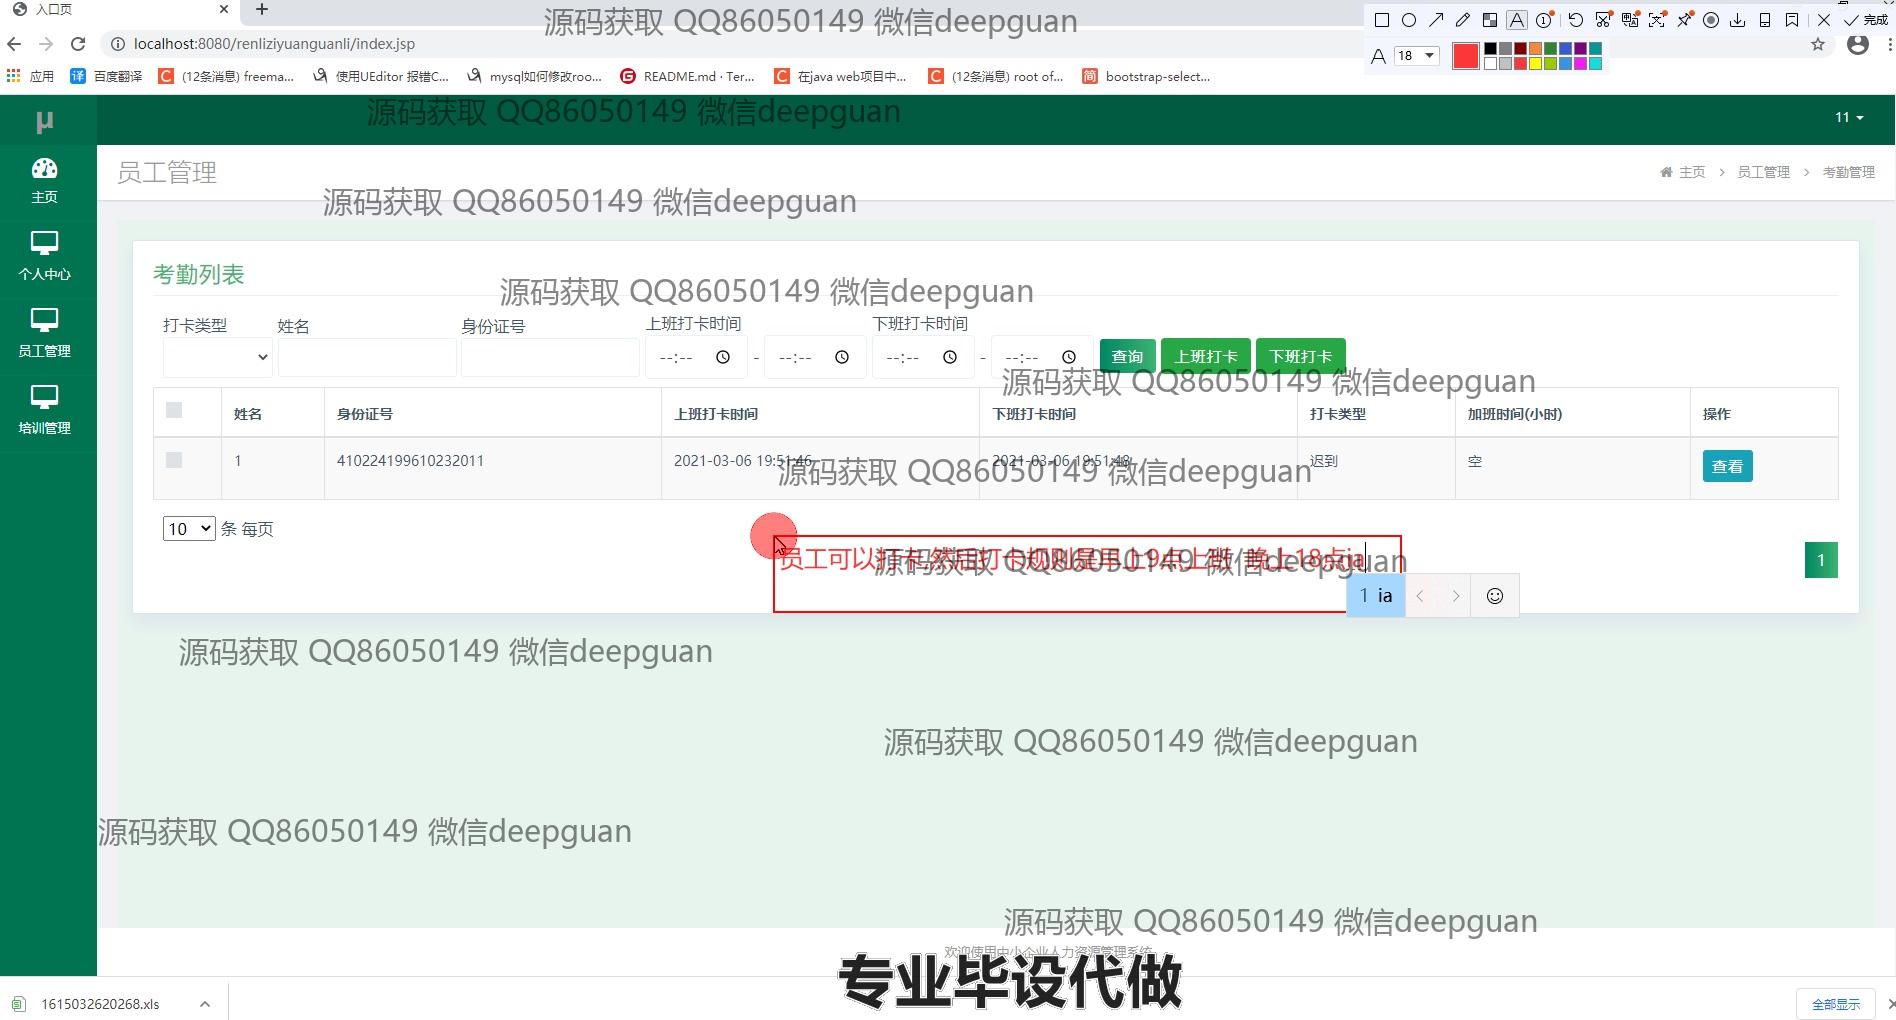 入口页
源码获取 QQ86050149 微信deepguan
完成
localhost:8080/renliziyuanguanli/index.jsp
A 18
应用 百度翻译 (12条消息) freema... 使用UEditor 报错C... mysql如何修改roo... README.md · Ter... 在java web项目中... (12条消息) root of... bootstrap-select...
μ
源码获取 QQ86050149 微信deepguan
11
员工管理
主页 > 员工管理 > 考勤管理
主页
源码获取 QQ86050149 微信deepguan
个人中心
考勤列表
源码获取 QQ86050149 微信deepguan
打卡类型 姓名 身份证号 上班打卡时间 下班打卡时间
--:-- - --:-- --:-- - --:-- 查询 上班打卡 下班打卡
员工管理
源码获取 QQ86050149 微信deepguan
姓名 身份证号 上班打卡时间 下班打卡时间 打卡类型 加班时间(小时) 操作
培训管理
1 410224199610232011 2021-03-06 19:51:46 2021-03-06 19:51:48 迟到 空 查看
源码获取 QQ86050149 微信deepguan
10 条 每页
员工可以打卡,然后打卡规则是早上9点上班 晚上18点ia
源码获取 QQ86050149 微信deepguan
1
1 ia
源码获取 QQ86050149 微信deepguan
源码获取 QQ86050149 微信deepguan
源码获取 QQ86050149 微信deepguan
源码获取 QQ86050149 微信deepguan
欢迎使用中小企业人力资源管理系统
专业毕设代做
1615032620268.xls
全部显示